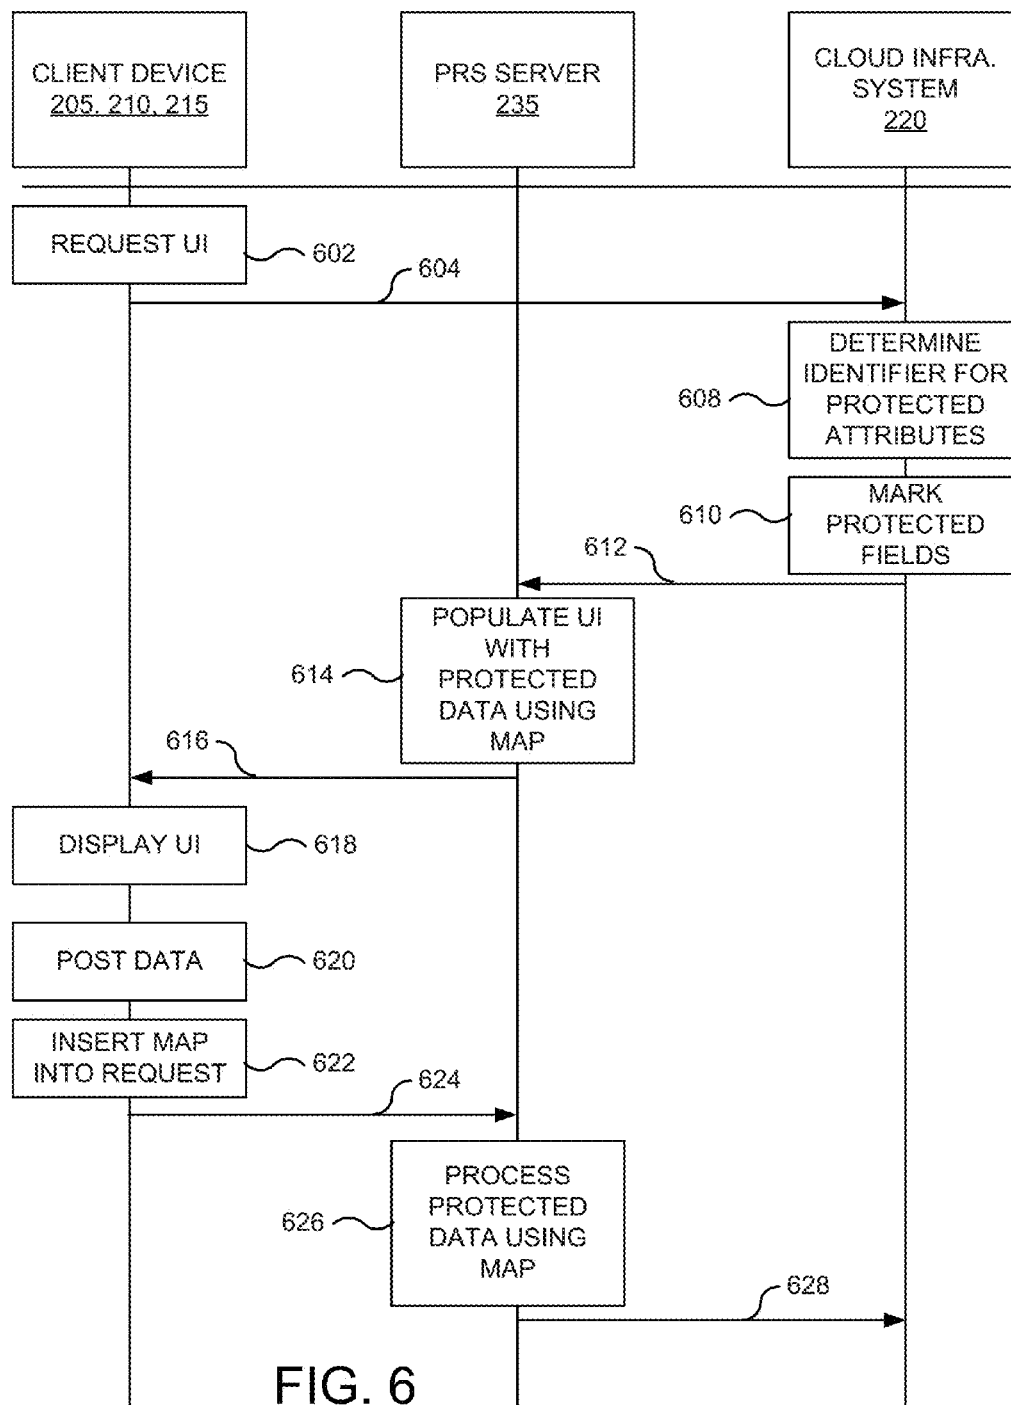 CLIENT DEVICE
205, 210, 215
PRS SERVER
235
CLOUD INFRA.
SYSTEM
220
REQUEST UI
602
604
DETERMINE
IDENTIFIER FOR
PROTECTED
ATTRIBUTES
608
MARK
PROTECTED
FIELDS
610
612
POPULATE UI
WITH
PROTECTED
DATA USING
MAP
614
616
DISPLAY UI
618
POST DATA
620
INSERT MAP
INTO REQUEST
622
624
PROCESS
PROTECTED
DATA USING
MAP
626
628
FIG. 6